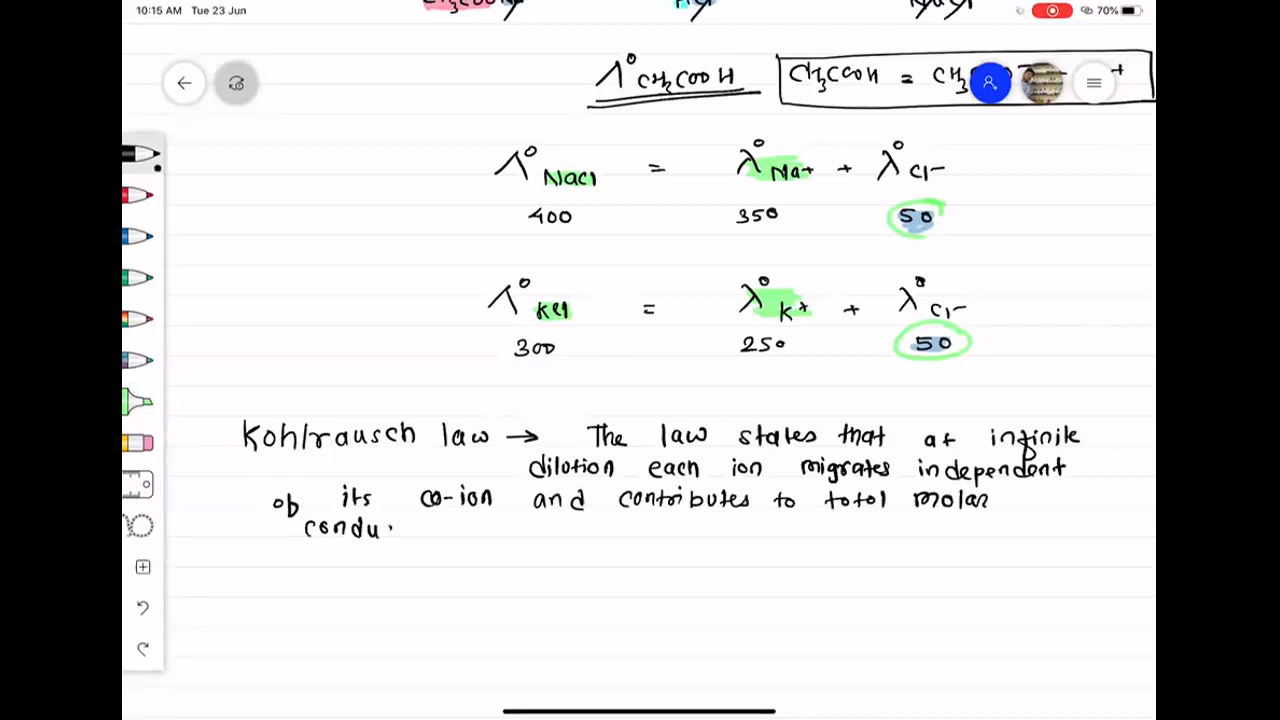 10:15 AM Tue 23 Jun
70%
Λ° CH3COOH CH3COOH = CH3 +
Λ° NaCl = λ° Na+ + λ° Cl-
400 350 50
Λ° KCl = λ° K+ + λ° Cl-
300 250 50
Kohlrausch law → The law states that at infinite
dilution each ion migrates independent
of its co-ion and contributes to total molar
condu